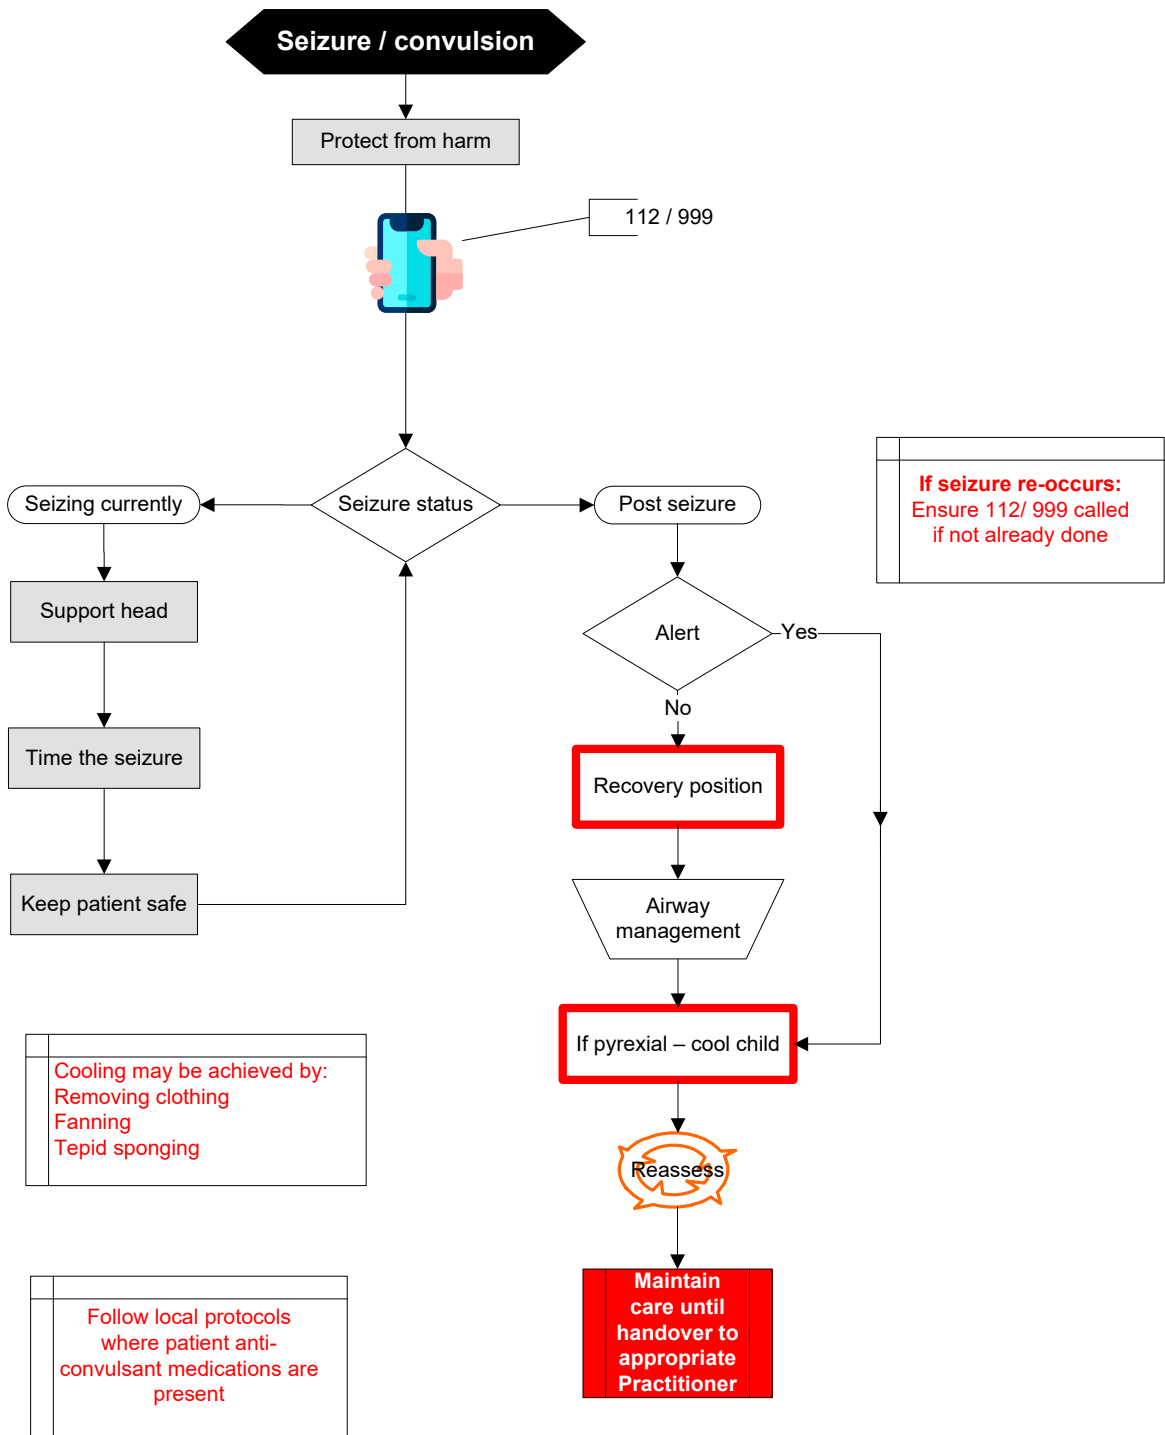 Seizure / convulsion
Protect from harm
112 / 999
Seizing currently
Seizure status
Post seizure
If seizure re-occurs:
Ensure 112/ 999 called
if not already done
Support head
Alert
Yes
No
Time the seizure
Recovery position
Keep patient safe
Airway
management
If pyrexial – cool child
Cooling may be achieved by:
Removing clothing
Fanning
Tepid sponging
Reassess
Maintain
care until
handover to
appropriate
Practitioner
Follow local protocols
where patient anti-
convulsant medications are
present